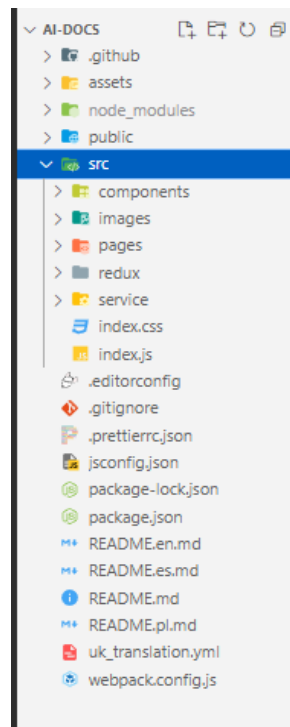 AI-DOCS
.github
assets
node_modules
public
src
components
images
pages
redux
service
index.css
index.js
.editorconfig
.gitignore
.prettierrc.json
jsconfig.json
package-lock.json
package.json
README.en.md
README.es.md
README.md
README.pl.md
uk_translation.yml
webpack.config.js